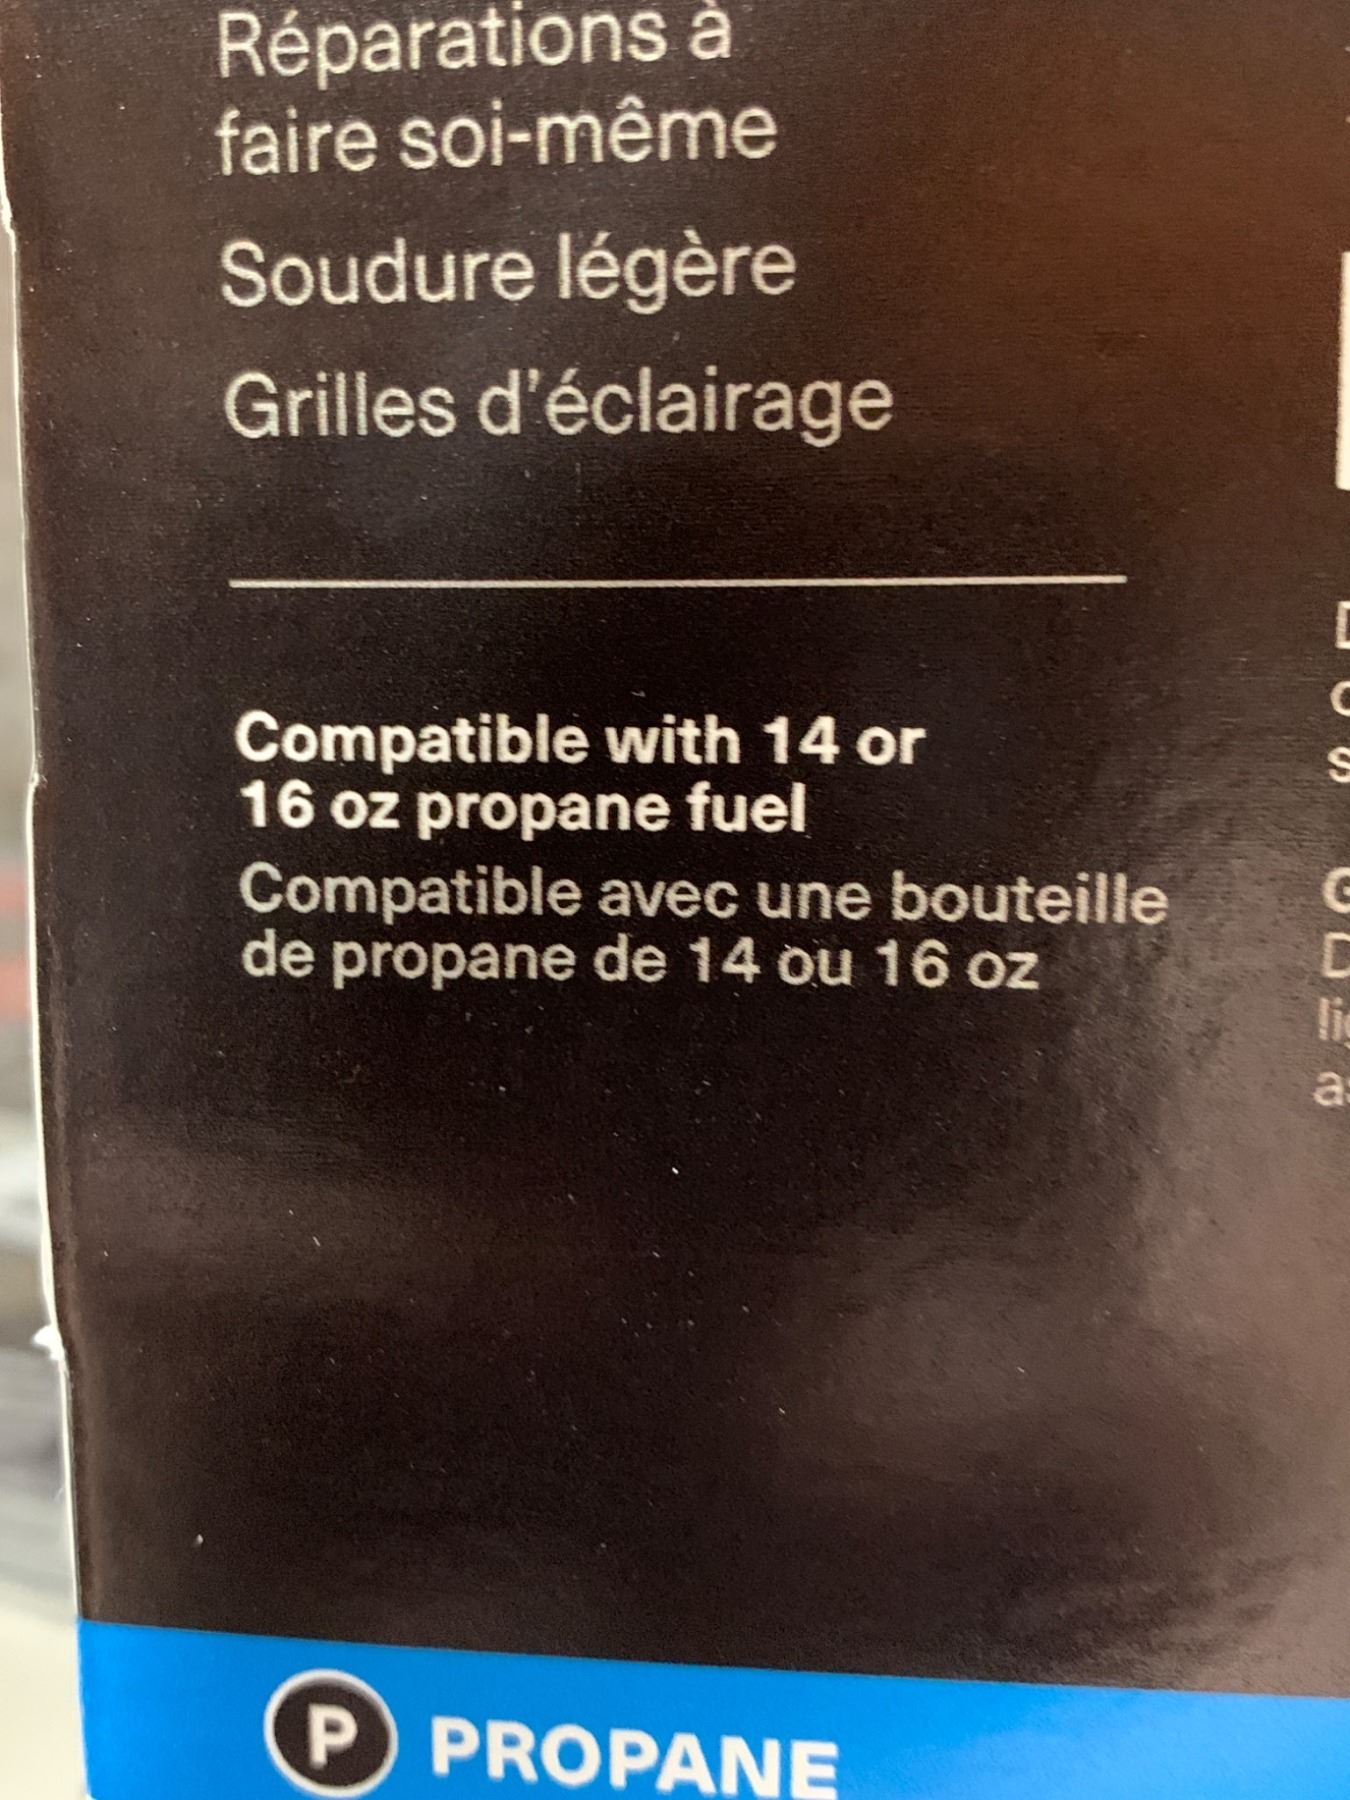 Réparations à
faire soi-même
Soudure légère
Grilles d'éclairage
Compatible with 14 or
16 oz propane fuel
Compatible avec une bouteille
de propane de 14 ou 16 oz
P PROPANE